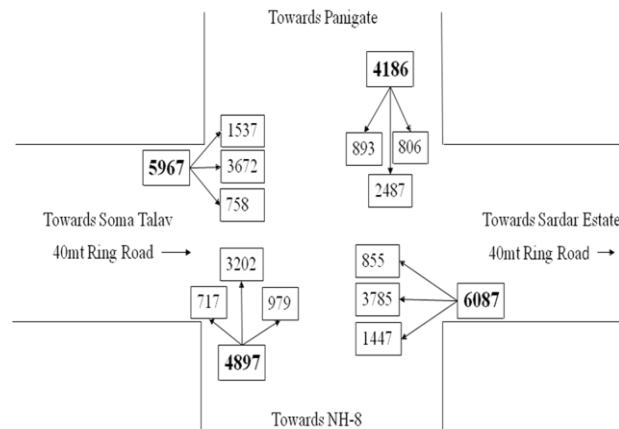 Towards Panigate
4186
893
806
2487
1537
5967
3672
758
Towards Soma Talav
40mt Ring Road
Towards Sardar Estate
40mt Ring Road
3202
717
979
4897
855
3785
6087
1447
Towards NH-8